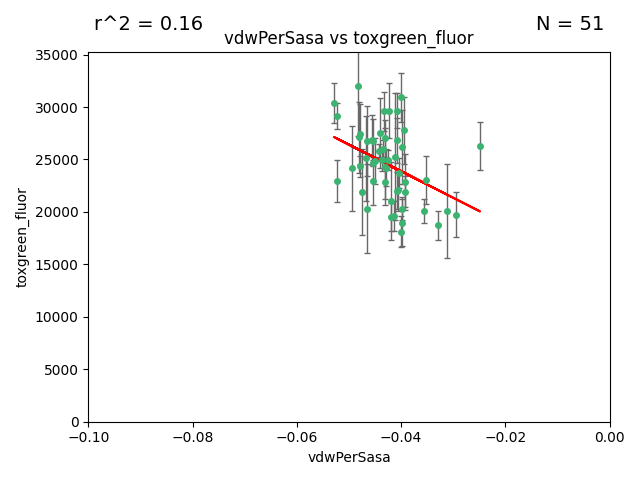 r^2 = 0.16
N = 51
vdwPerSasa vs toxgreen_fluor
35000
30000
25000
20000
15000
10000
5000
0
toxgreen_fluor
−0.10
−0.08
−0.06
−0.04
−0.02
0.00
vdwPerSasa